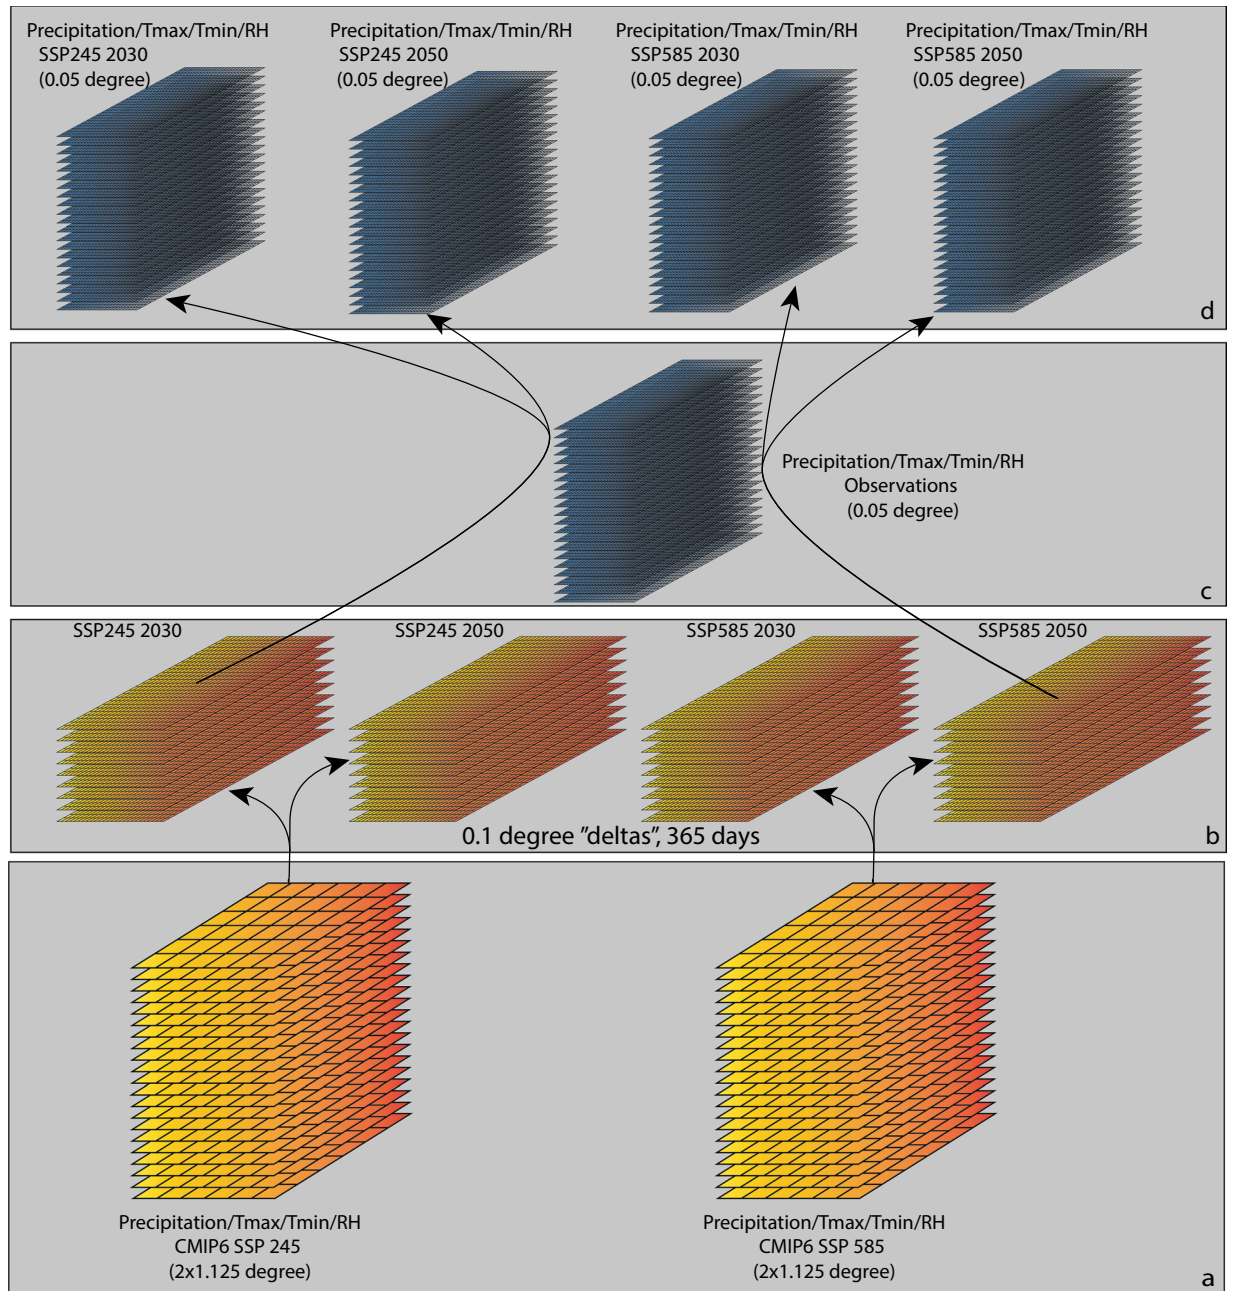 Precipitation/Tmax/Tmin/RH
SSP245 2030
(0.05 degree)
Precipitation/Tmax/Tmin/RH
SSP245 2050
(0.05 degree)
Precipitation/Tmax/Tmin/RH
SSP585 2030
(0.05 degree)
Precipitation/Tmax/Tmin/RH
SSP585 2050
(0.05 degree)
d
Precipitation/Tmax/Tmin/RH
Observations
(0.05 degree)
c
SSP245 2030
SSP245 2050
SSP585 2030
SSP585 2050
0.1 degree "deltas", 365 days
b
Precipitation/Tmax/Tmin/RH
CMIP6 SSP 245
(2x1.125 degree)
Precipitation/Tmax/Tmin/RH
CMIP6 SSP 585
(2x1.125 degree)
a